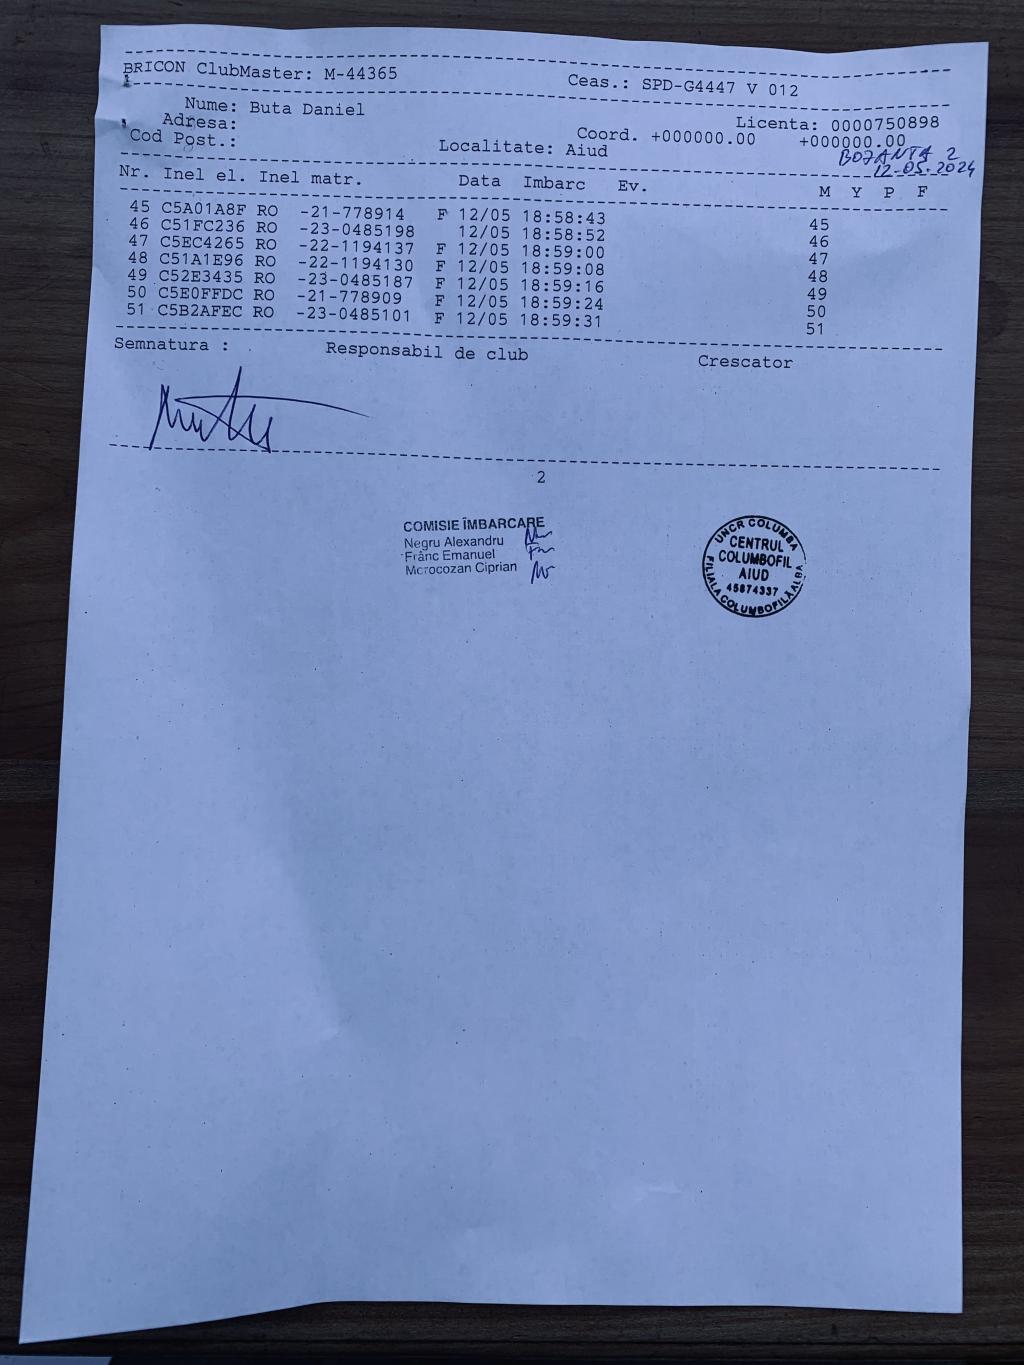 BRICON ClubMaster: M-44365 Ceas.: SPD-G4447 V 012
1
Nume: Buta Daniel Licenta: 0000750898
Adresa: Coord. +000000.00 +000000.00
Cod Post.: Localitate: Aiud
BOZANTA 2
12-05.2024
Nr. Inel el. Inel matr. Data Imbarc Ev. M Y P F
45 C5A01A8F RO -21-778914 F 12/05 18:58:43 45
46 C51FC236 RO -23-0485198 12/05 18:58:52 46
47 C5EC4265 RO -22-1194137 F 12/05 18:59:00 47
48 C51A1E96 RO -22-1194130 F 12/05 18:59:08 48
49 C52E3435 RO -23-0485187 F 12/05 18:59:16 49
50 C5E0FFDC RO -21-778909 F 12/05 18:59:24 50
51 C5B2AFEC RO -23-0485101 F 12/05 18:59:31 51
Semnatura : Responsabil de club Crescator
2
COMISIE ÎMBARCARE
Negru Alexandru
Frânc Emanuel
Morocozan Ciprian
UNCR COLUMBA
CENTRUL
COLUMBOFIL
AIUD
45874337
FILIALA COLUMBOFILĂ ALBA